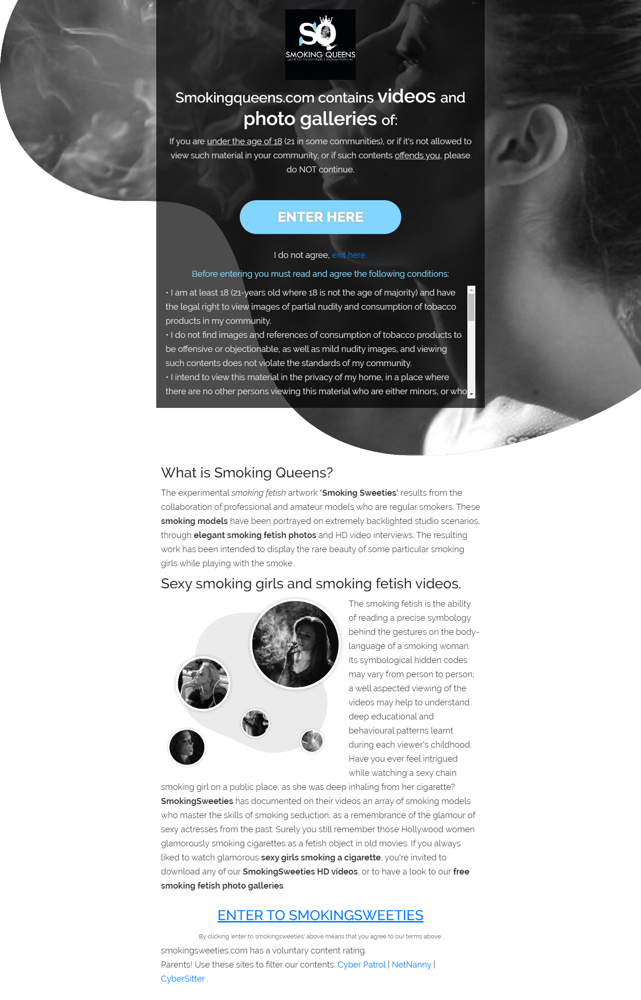 SQ
SMOKING QUEENS
THE SITE FOR INDEPENDENT SMOKING MODELS
Smokingqueens.com contains videos and
photo galleries of:
If you are under the age of 18 (21 in some communities), or if it's not allowed to
view such material in your community, or if such contents offends you, please
do NOT continue.
ENTER HERE
I do not agree, exit here.
Before entering you must read and agree the following conditions:
• I am at least 18 (21-years old where 18 is not the age of majority) and have
the legal right to view images of partial nudity and consumption of tobacco
products in my community.
• I do not find images and references of consumption of tobacco products to
be offensive or objectionable, as well as mild nudity images, and viewing
such contents does not violate the standards of my community.
• I intend to view this material in the privacy of my home, in a place where
there are no other persons viewing this material who are either minors, or who
What is Smoking Queens?
The experimental smoking fetish artwork "Smoking Sweeties" results from the
collaboration of professional and amateur models who are regular smokers. These
smoking models have been portrayed on extremely backlighted studio scenarios,
through elegant smoking fetish photos and HD video interviews. The resulting
work has been intended to display the rare beauty of some particular smoking
girls while playing with the smoke.
Sexy smoking girls and smoking fetish videos.
The smoking fetish is the ability
of reading a precise symbology
behind the gestures on the body-
language of a smoking woman.
Its symbological hidden codes
may vary from person to person;
a well aspected viewing of the
videos may help to understand
deep educational and
behavioural patterns learnt
during each viewer's childhood.
Have you ever feel intrigued
while watching a sexy chain
smoking girl on a public place, as she was deep inhaling from her cigarette?
SmokingSweeties has documented on their videos an array of smoking models
who master the skills of smoking seduction, as a remembrance of the glamour of
sexy actresses from the past. Surely you still remember those Hollywood women
glamorously smoking cigarettes as a fetish object in old movies. If you always
liked to watch glamorous sexy girls smoking a cigarette, you're invited to
download any of our SmokingSweeties HD videos, or to have a look to our free
smoking fetish photo galleries.
ENTER TO SMOKINGSWEETIES
By clicking 'enter to smokingsweeties' above means that you agree to our terms above.
smokingsweeties.com has a voluntary content rating.
Parents! Use these sites to filter our contents: Cyber Patrol | NetNanny |
CyberSitter .